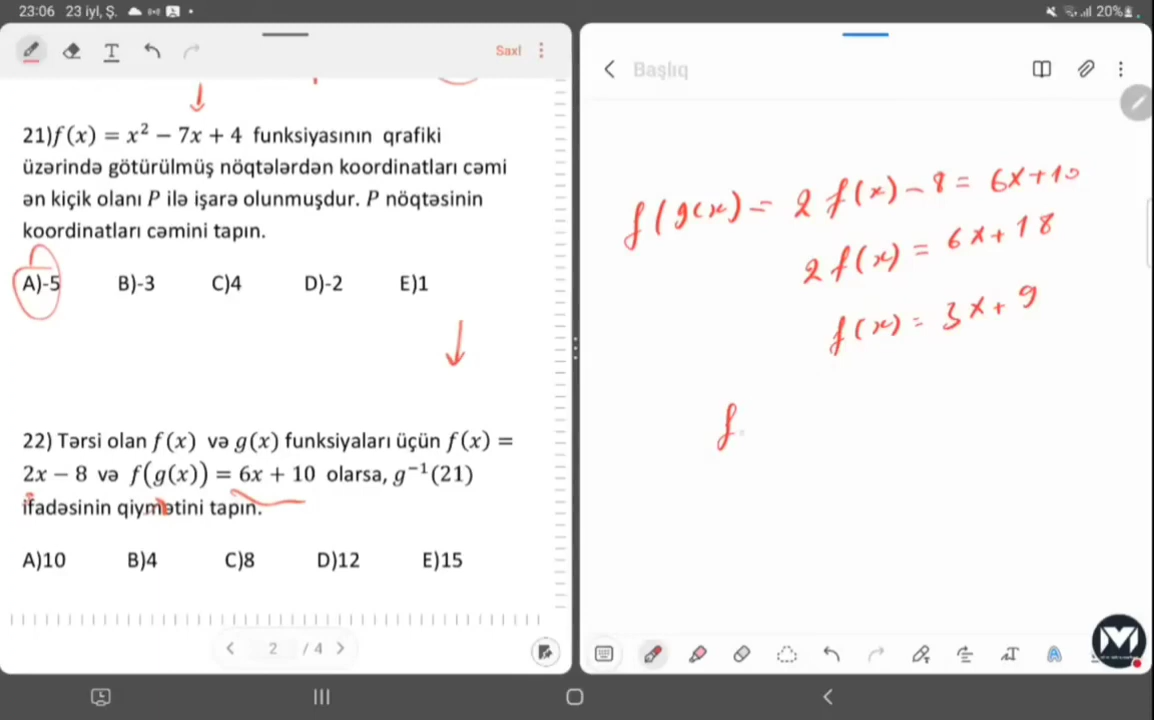 23:06 23 iyl, Ş.
20%
Saxl
Başlıq
21)f(x) = x² − 7x + 4 funksiyasının qrafiki
üzərində götürülmüş nöqtələrdən koordinatları cəmi
ən kiçik olanı P ilə işarə olunmuşdur. P nöqtəsinin
koordinatları cəmini tapın.
A)-5 B)-3 C)4 D)-2 E)1
22) Tərsi olan f(x) və g(x) funksiyaları üçün f(x) =
2x − 8 və f(g(x)) = 6x + 10 olarsa, g⁻¹(21)
ifadəsinin qiymətini tapın.
A)10 B)4 C)8 D)12 E)15
2 / 4
f(g(x) = 2 f(x) − 8 = 6x+10
2 f(x) = 6x+18
f(x) = 3x+9
f
T
M